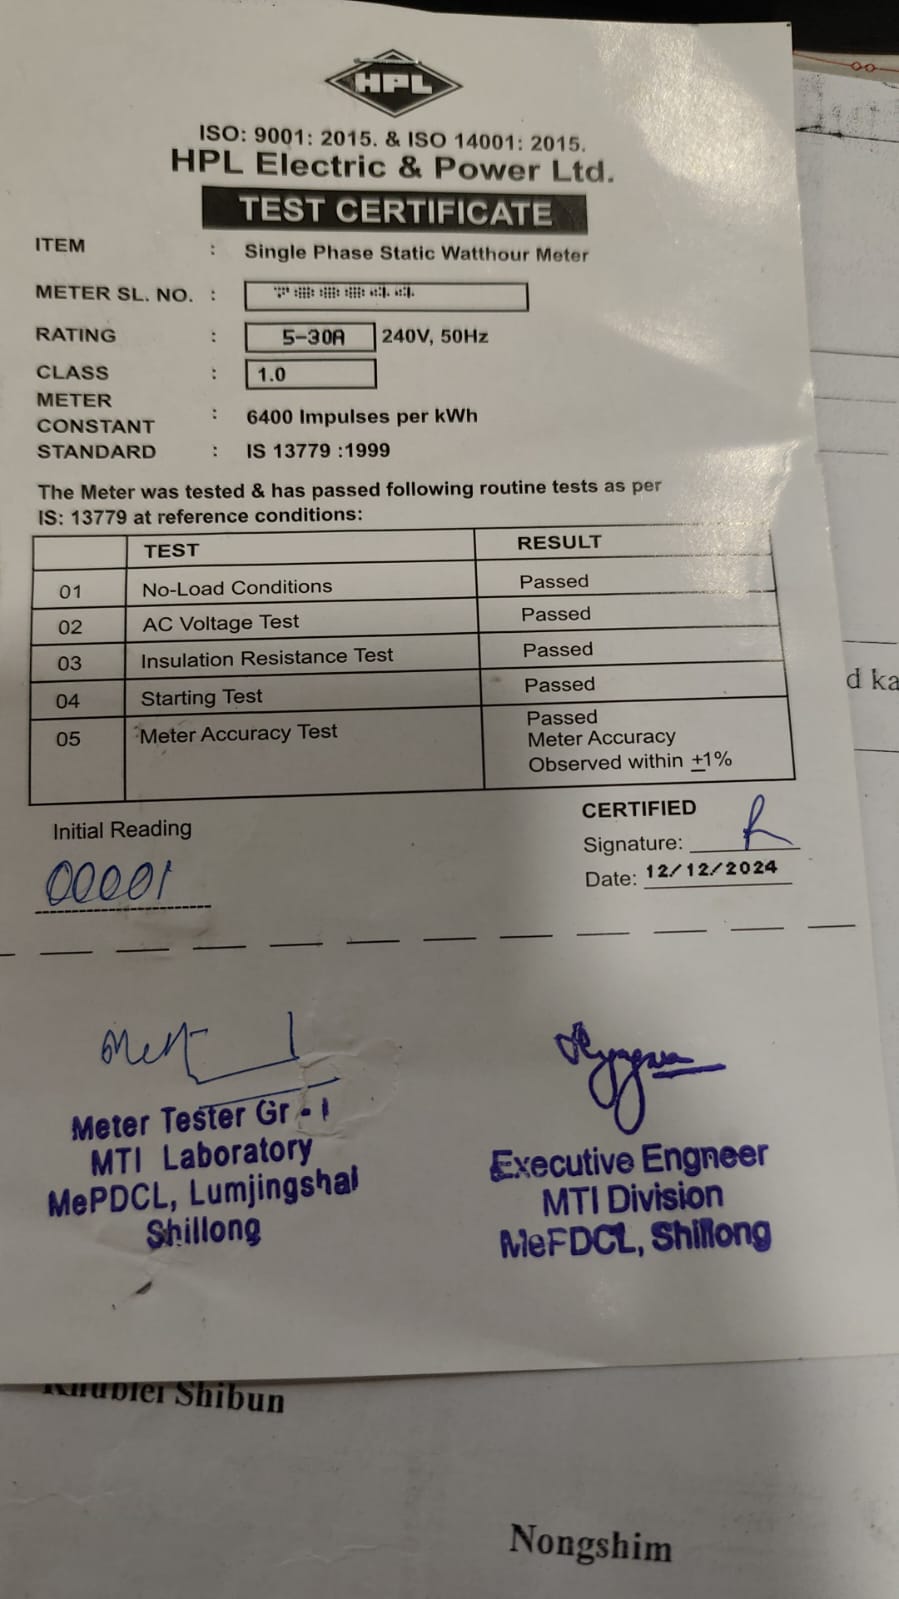 HPL
ISO: 9001: 2015. & ISO 14001: 2015.
HPL Electric & Power Ltd.
TEST CERTIFICATE
ITEM : Single Phase Static Watthour Meter
METER SL. NO. :
RATING : 5-30A 240V, 50Hz
CLASS : 1.0
METER
CONSTANT : 6400 Impulses per kWh
STANDARD : IS 13779 :1999
The Meter was tested & has passed following routine tests as per
IS: 13779 at reference conditions:
TEST RESULT
01 No-Load Conditions Passed
02 AC Voltage Test Passed
03 Insulation Resistance Test Passed
04 Starting Test Passed
05 Meter Accuracy Test Passed
Meter Accuracy
Observed within ±1%
CERTIFIED
Initial Reading
Signature:
00001
Date: 12/12/2024
Meter Tester Gr - I
MTI Laboratory
MePDCL, Lumjingshai
Shillong
Executive Engneer
MTI Division
MePDCL, Shillong
Shibun
Nongshim
d ka